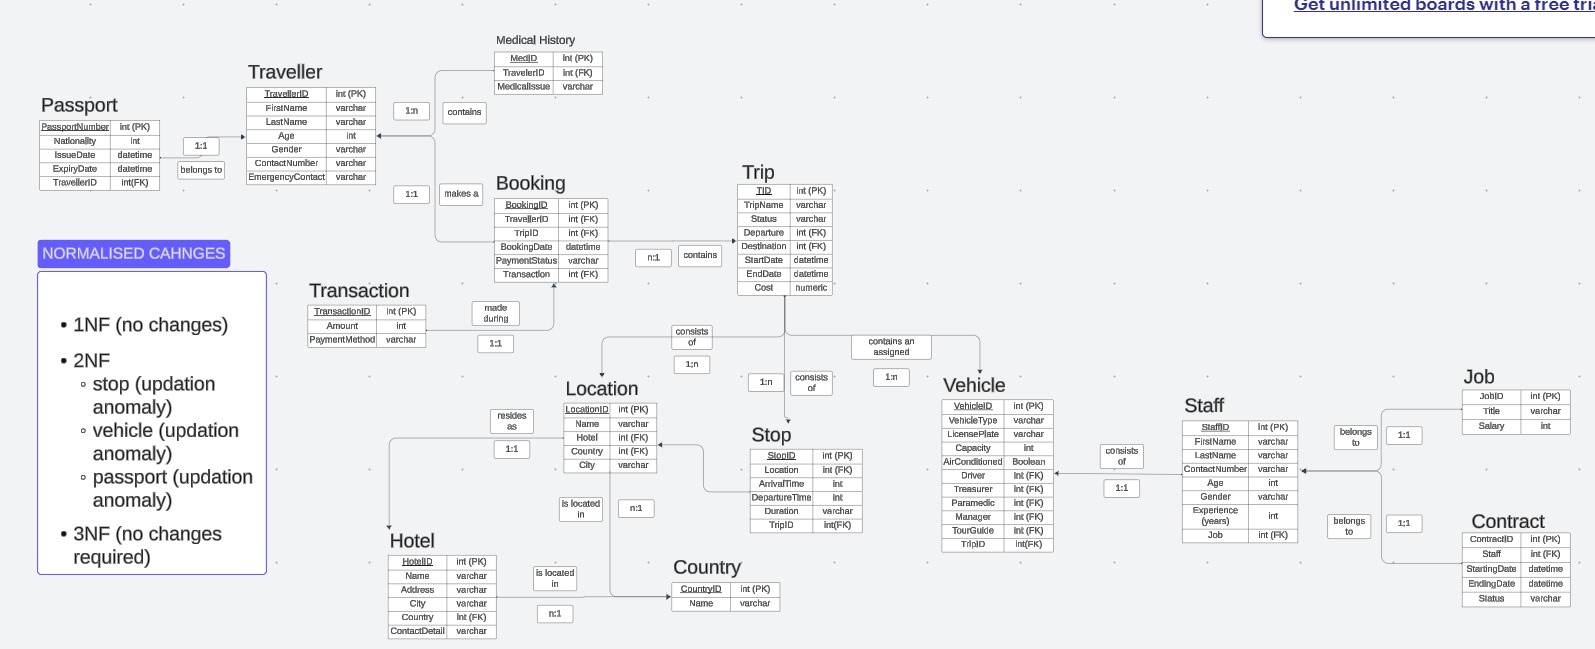 Get unlimited boards with a free tria
Medical History
MedID int (PK)
TravelerID int (FK)
MedicalIssue varchar
Traveller
TravellerID int (PK)
FirstName varchar
LastName varchar
Age int
Gender varchar
ContactNumber varchar
EmergencyContact varchar
Passport
PassportNumber int (PK)
Nationality int
IssueDate datetime
ExpiryDate datetime
TravellerID int(FK)
1:1
belongs to
1:n
contains
1:1
makes a
Booking
BookingID int (PK)
TravellerID int (FK)
TripID int (FK)
BookingDate datetime
PaymentStatus varchar
Transaction int (FK)
n:1
contains
Trip
TID int (PK)
TripName varchar
Status varchar
Departure int (FK)
Destination int (FK)
StartDate datetime
EndDate datetime
Cost numeric
NORMALISED CAHNGES
• 1NF (no changes)
• 2NF
◦ stop (updation
anomaly)
◦ vehicle (updation
anomaly)
◦ passport (updation
anomaly)
• 3NF (no changes
required)
Transaction
TransactionID int (PK)
Amount int
PaymentMethod varchar
made
during
1:1
consists
of
1:n
1:n
consists
of
contains an
assigned
1:n
Location
LocationID int (PK)
Name varchar
Hotel int (FK)
Country int (FK)
City varchar
resides
as
1:1
Stop
StopID int (PK)
Location int (FK)
ArrivalTime int
DepartureTime int
Duration varchar
TripID int(FK)
Vehicle
VehicleID int (PK)
VehicleType varchar
LicensePlate varchar
Capacity int
AirConditioned Boolean
Driver int (FK)
Treasurer int (FK)
Paramedic int (FK)
Manager int (FK)
TourGuide int (FK)
TripID int(FK)
consists
of
1:1
Staff
StaffID int (PK)
FirstName varchar
LastName varchar
ContactNumber varchar
Age int
Gender varchar
Experience
(years) int
Job int (FK)
belongs
to
1:1
Job
JobID int (PK)
Title varchar
Salary int
belongs
to
1:1
Contract
ContractID int (PK)
Staff int (FK)
StartingDate datetime
EndingDate datetime
Status varchar
is located
in
n:1
Hotel
HotelID int (PK)
Name varchar
Address varchar
City varchar
Country int (FK)
ContactDetail varchar
is located
in
n:1
Country
CountryID int (PK)
Name varchar